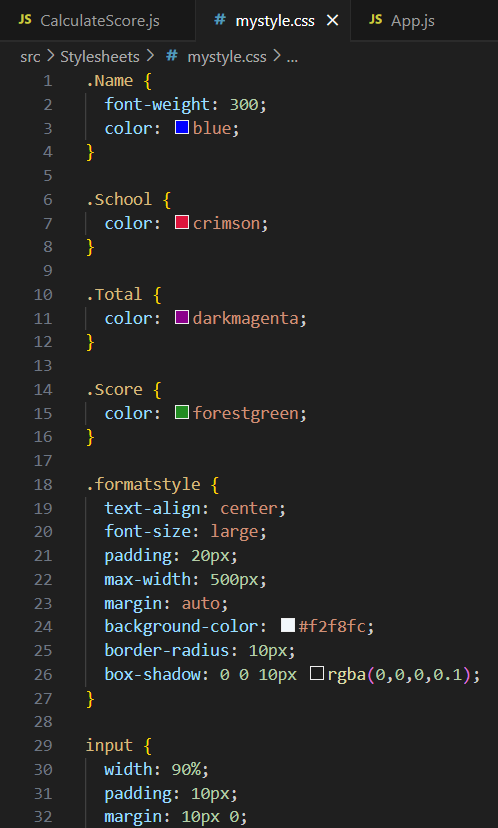 JS CalculateScore.js # mystyle.css × JS App.js
src > Stylesheets > # mystyle.css > ...
1 .Name {
2 font-weight: 300;
3 color: blue;
4 }
5
6 .School {
7 color: crimson;
8 }
9
10 .Total {
11 color: darkmagenta;
12 }
13
14 .Score {
15 color: forestgreen;
16 }
17
18 .formatstyle {
19 text-align: center;
20 font-size: large;
21 padding: 20px;
22 max-width: 500px;
23 margin: auto;
24 background-color: #f2f8fc;
25 border-radius: 10px;
26 box-shadow: 0 0 10px rgba(0,0,0,0.1);
27 }
28
29 input {
30 width: 90%;
31 padding: 10px;
32 margin: 10px 0;